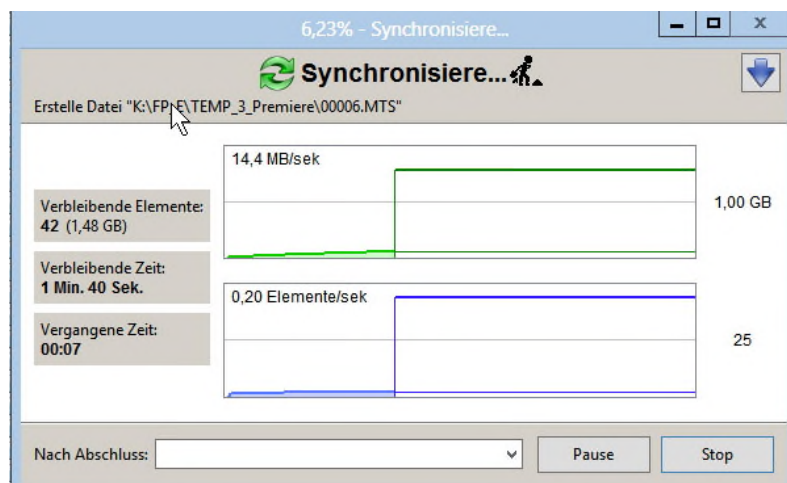 6,23% - Synchronisiere...
Synchronisiere...
Erstelle Datei "K:\FP_E\TEMP_3_Premiere\00006.MTS"
14,4 MB/sek
1,00 GB
Verbleibende Elemente:
42 (1,48 GB)
Verbleibende Zeit:
1 Min. 40 Sek.
0,20 Elemente/sek
25
Vergangene Zeit:
00:07
Nach Abschluss:
Pause
Stop